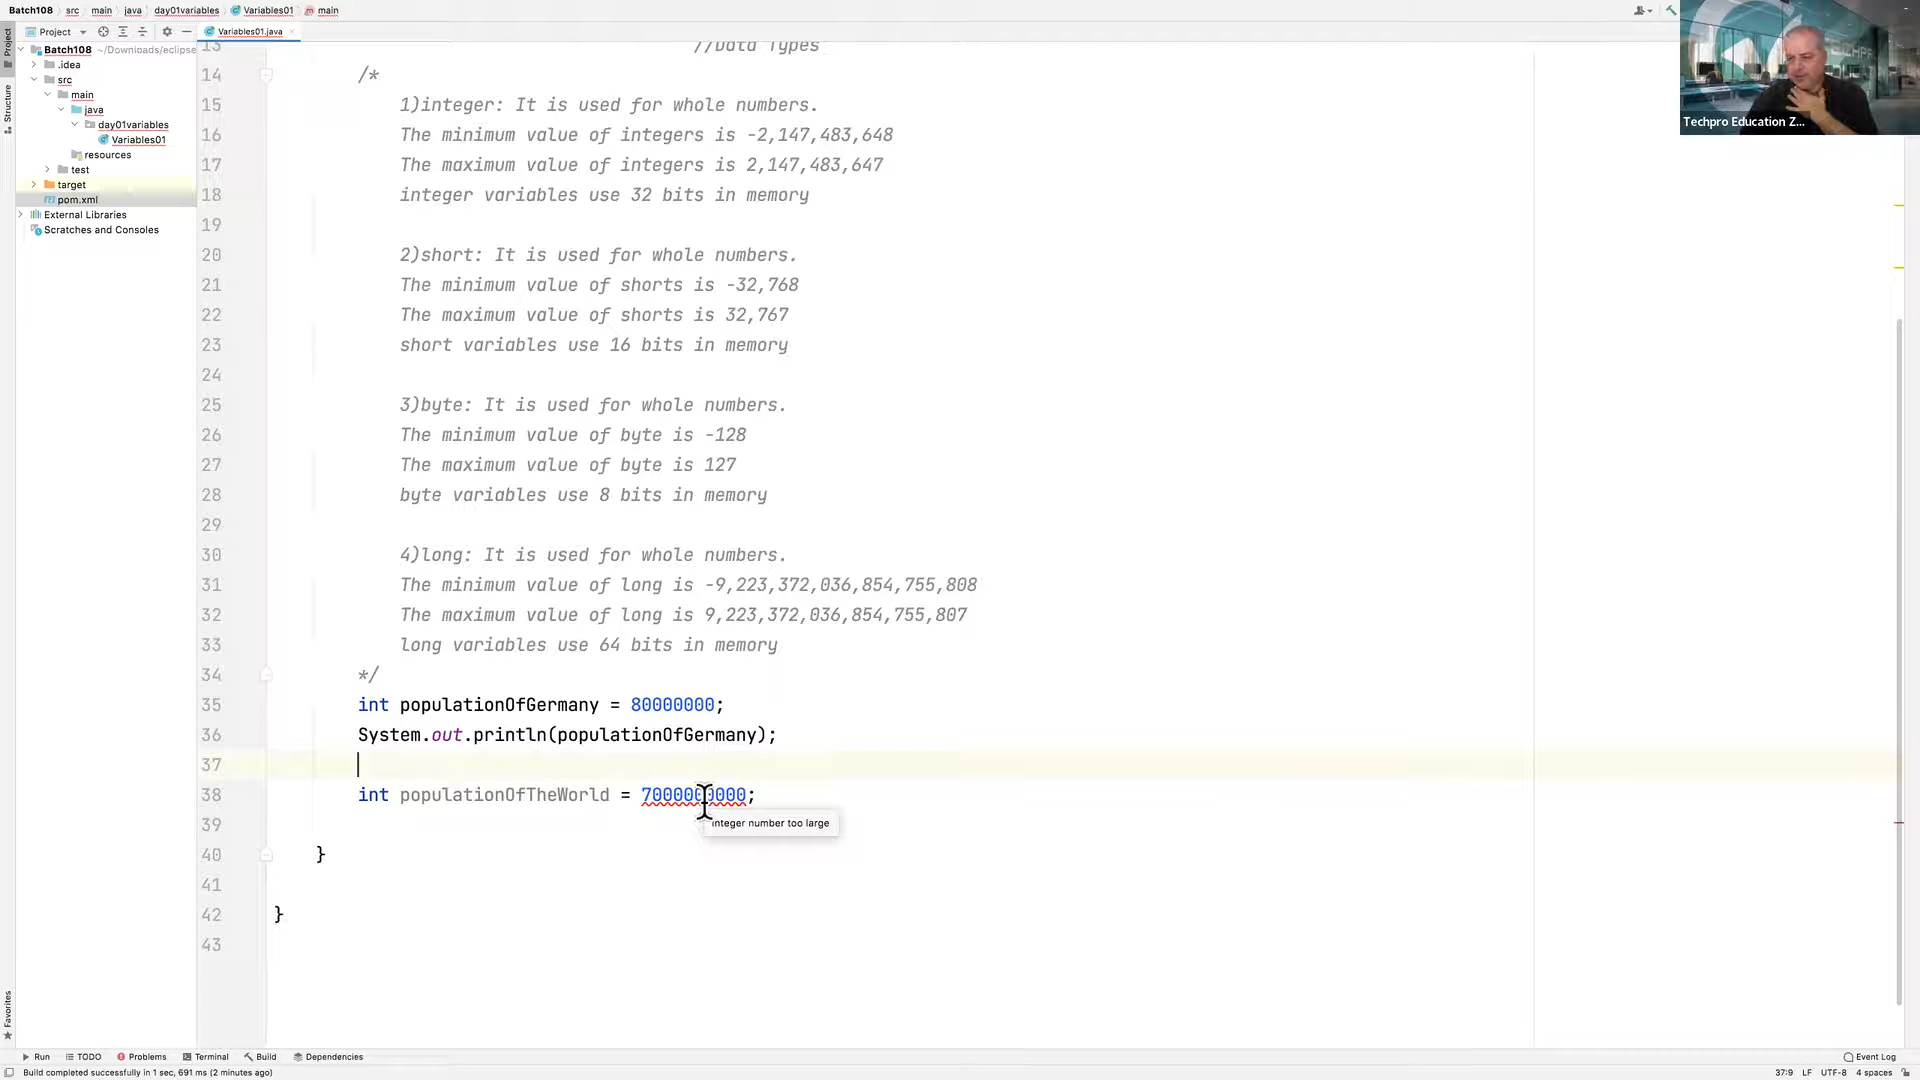 Batch108 src main java day01variables Variables01 main
Project
Variables01.java
Batch108 ~/Downloads/eclipse
.idea
src
main
java
day01variables
Variables01
resources
test
target
pom.xml
External Libraries
Scratches and Consoles
Project
Structure
Favorites
13 //Data Types
14 /*
15 1)integer: It is used for whole numbers.
16 The minimum value of integers is -2,147,483,648
17 The maximum value of integers is 2,147,483,647
18 integer variables use 32 bits in memory
19
20 2)short: It is used for whole numbers.
21 The minimum value of shorts is -32,768
22 The maximum value of shorts is 32,767
23 short variables use 16 bits in memory
24
25 3)byte: It is used for whole numbers.
26 The minimum value of byte is -128
27 The maximum value of byte is 127
28 byte variables use 8 bits in memory
29
30 4)long: It is used for whole numbers.
31 The minimum value of long is -9,223,372,036,854,755,808
32 The maximum value of long is 9,223,372,036,854,755,807
33 long variables use 64 bits in memory
34 */
35 int populationOfGermany = 80000000;
36 System.out.println(populationOfGermany);
37
38 int populationOfTheWorld = 7000000000;
39
Integer number too large
40 }
41
42 }
43
Techpro Education Z...
Run TODO Problems Terminal Build Dependencies Event Log
Build completed successfully in 1 sec, 691 ms (2 minutes ago) 37:9 LF UTF-8 4 spaces